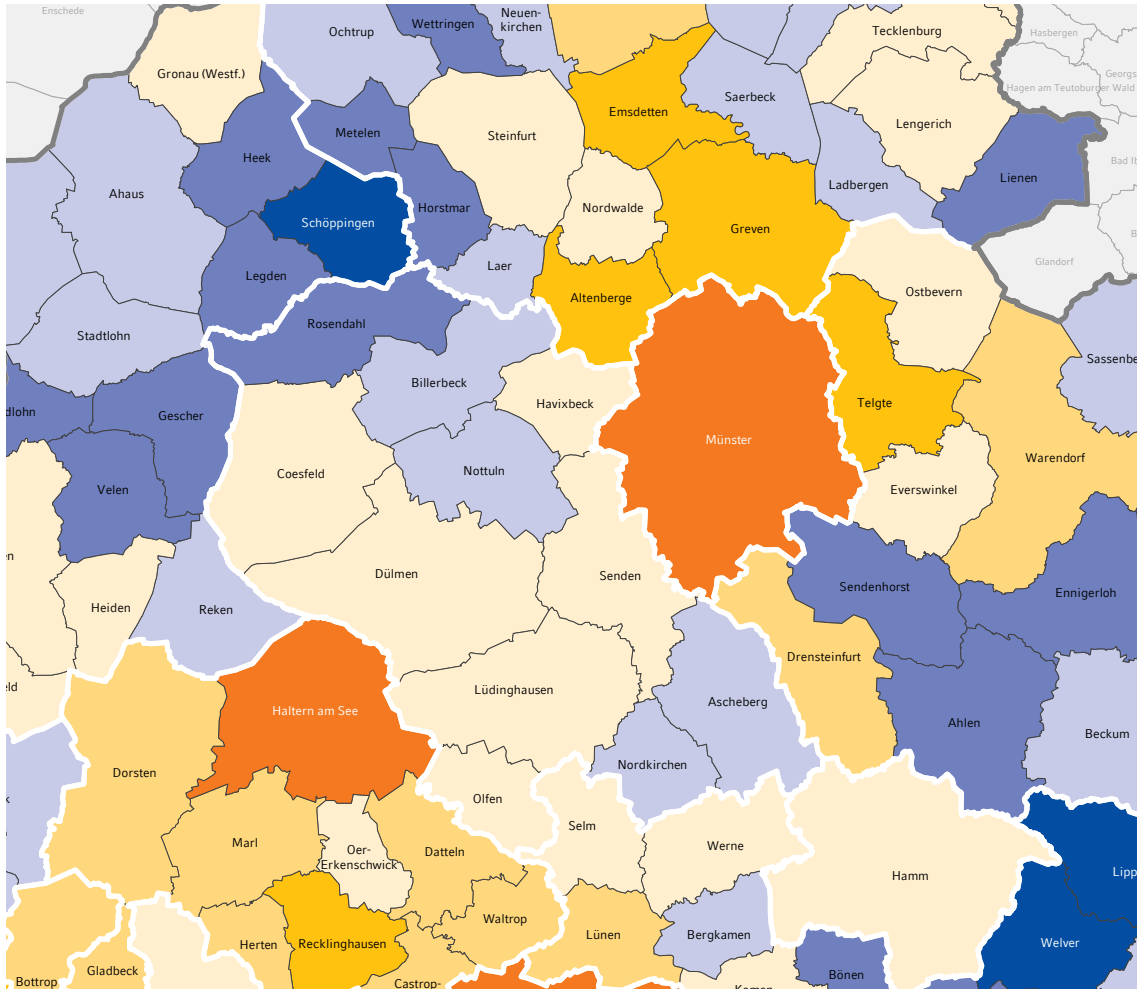 Enschede
Ochtrup
Wettringen
Neuen-
kirchen
Tecklenburg
Hasbergen
Gronau (Westf.)
Georgs
Hagen am Teutoburger Wald
Saerbeck
Emsdetten
Lengerich
Metelen
Steinfurt
Heek
Bad Ib
Lienen
Ladbergen
Ahaus
Horstmar
Nordwalde
Schöppingen
Greven
B
Glandorf
Laer
Legden
Altenberge
Ostbevern
Rosendahl
Stadtlohn
Sassenbe
Billerbeck
Havixbeck
Telgte
dlohn
Gescher
Münster
Warendorf
Nottuln
Coesfeld
Velen
Everswinkel
en
Dülmen
Senden
Sendenhorst
Ennigerloh
Heiden
Reken
Drensteinfurt
eld
Lüdinghausen
Ascheberg
Haltern am See
Ahlen
Beckum
Nordkirchen
Dorsten
k
Olfen
Selm
Marl
Oer-
Erkenschwick
Datteln
Werne
Hamm
Lipp
Waltrop
Lünen
Bergkamen
Herten
Recklinghausen
Welver
Gladbeck
Bönen
Bottrop
Castrop-
Kamen